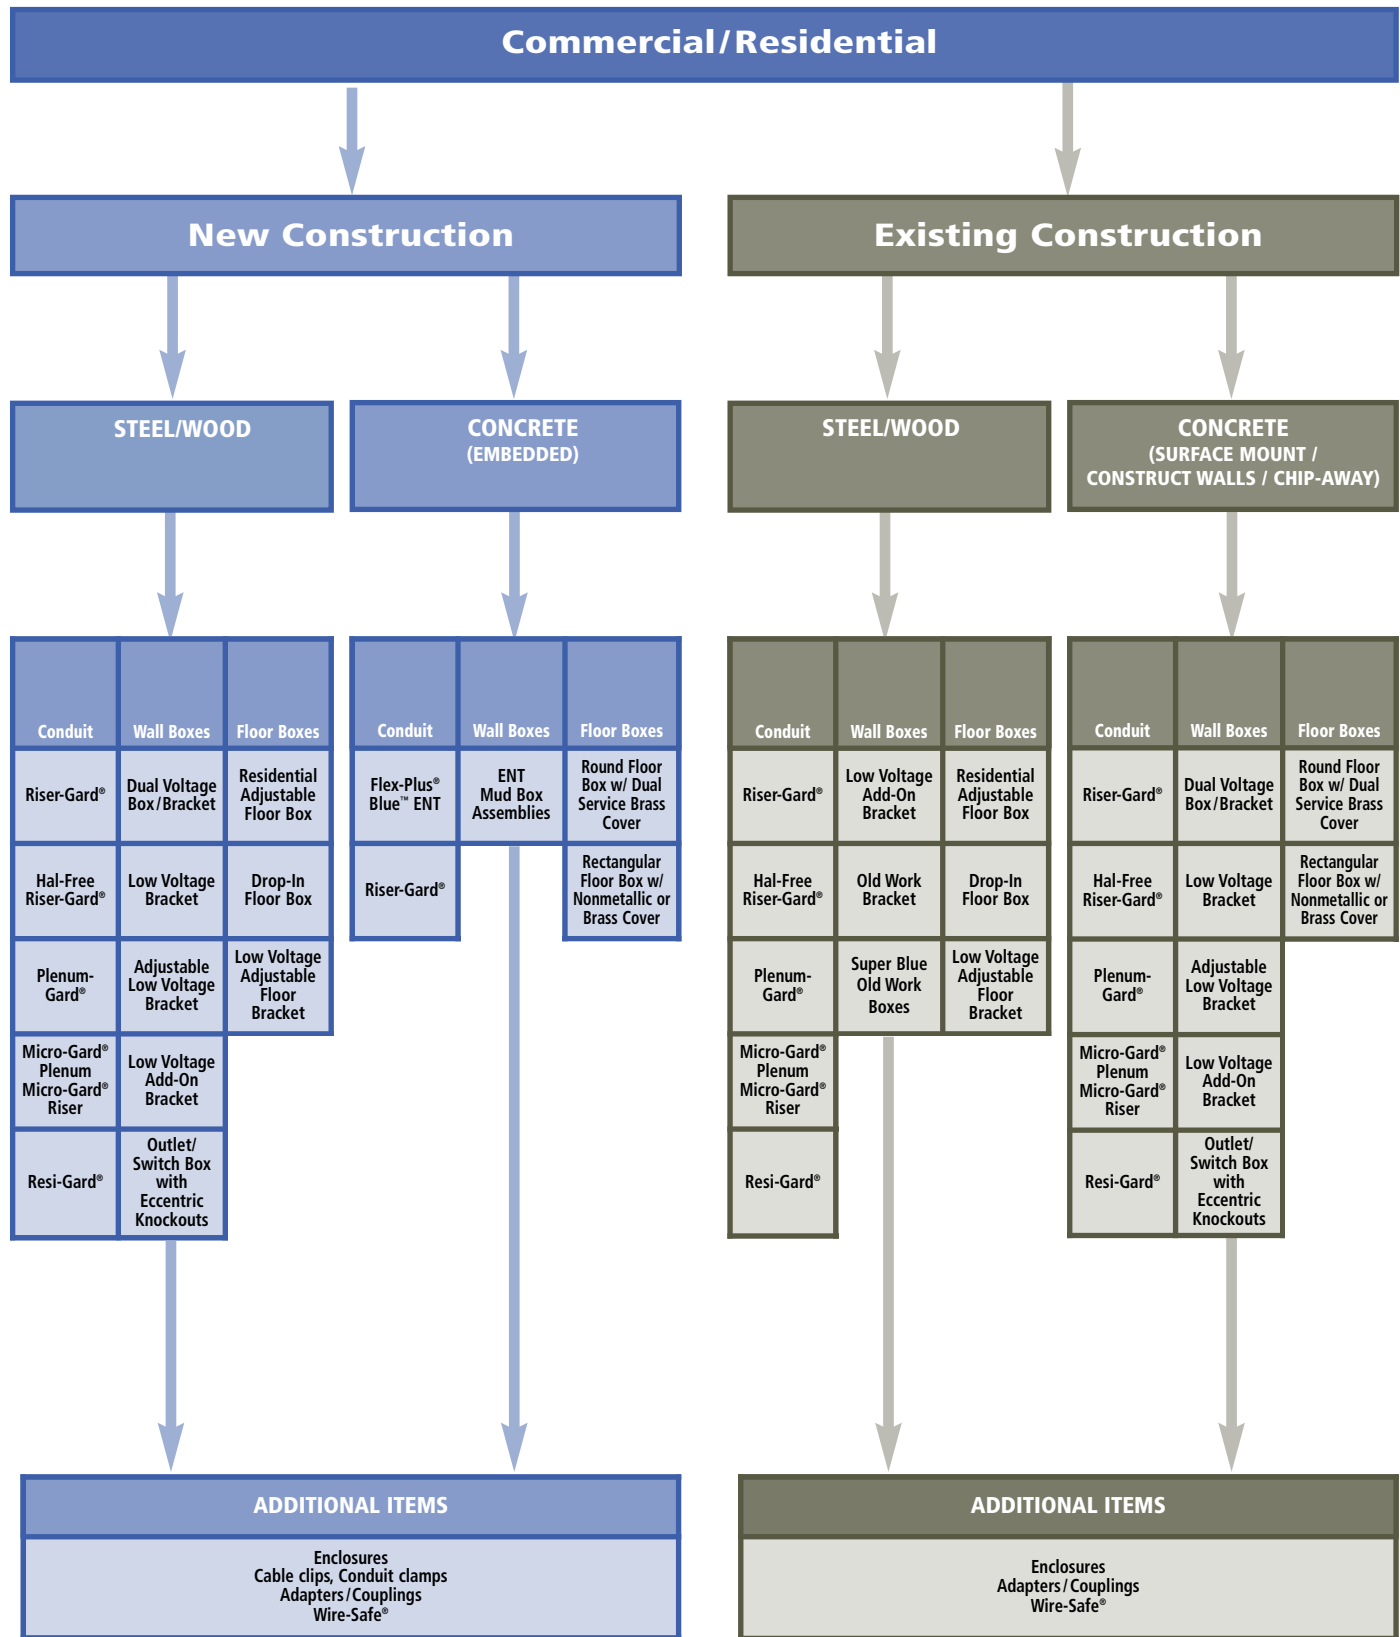 Commercial/Residential
New Construction
Existing Construction
STEEL/WOOD
CONCRETE
(EMBEDDED)
STEEL/WOOD
CONCRETE
(SURFACE MOUNT /
CONSTRUCT WALLS / CHIP-AWAY)
Conduit
Wall Boxes
Floor Boxes
Riser-Gard®
Dual Voltage
Box/Bracket
Residential
Adjustable
Floor Box
Hal-Free
Riser-Gard®
Low Voltage
Bracket
Drop-In
Floor Box
Plenum-
Gard®
Adjustable
Low Voltage
Bracket
Low Voltage
Adjustable
Floor
Bracket
Micro-Gard®
Plenum
Micro-Gard®
Riser
Low Voltage
Add-On
Bracket
Resi-Gard®
Outlet/
Switch Box
with
Eccentric
Knockouts
Conduit
Wall Boxes
Floor Boxes
Flex-Plus®
Blue™ ENT
ENT
Mud Box
Assemblies
Round Floor
Box w/ Dual
Service Brass
Cover
Riser-Gard®
Rectangular
Floor Box w/
Nonmetallic or
Brass Cover
Conduit
Wall Boxes
Floor Boxes
Riser-Gard®
Low Voltage
Add-On
Bracket
Residential
Adjustable
Floor Box
Hal-Free
Riser-Gard®
Old Work
Bracket
Drop-In
Floor Box
Plenum-
Gard®
Super Blue
Old Work
Boxes
Low Voltage
Adjustable
Floor
Bracket
Micro-Gard®
Plenum
Micro-Gard®
Riser
Resi-Gard®
Conduit
Wall Boxes
Floor Boxes
Riser-Gard®
Dual Voltage
Box/Bracket
Round Floor
Box w/ Dual
Service Brass
Cover
Hal-Free
Riser-Gard®
Low Voltage
Bracket
Rectangular
Floor Box w/
Nonmetallic or
Brass Cover
Plenum-
Gard®
Adjustable
Low Voltage
Bracket
Micro-Gard®
Plenum
Micro-Gard®
Riser
Low Voltage
Add-On
Bracket
Resi-Gard®
Outlet/
Switch Box
with
Eccentric
Knockouts
ADDITIONAL ITEMS
Enclosures
Cable clips, Conduit clamps
Adapters/Couplings
Wire-Safe®
ADDITIONAL ITEMS
Enclosures
Adapters/Couplings
Wire-Safe®